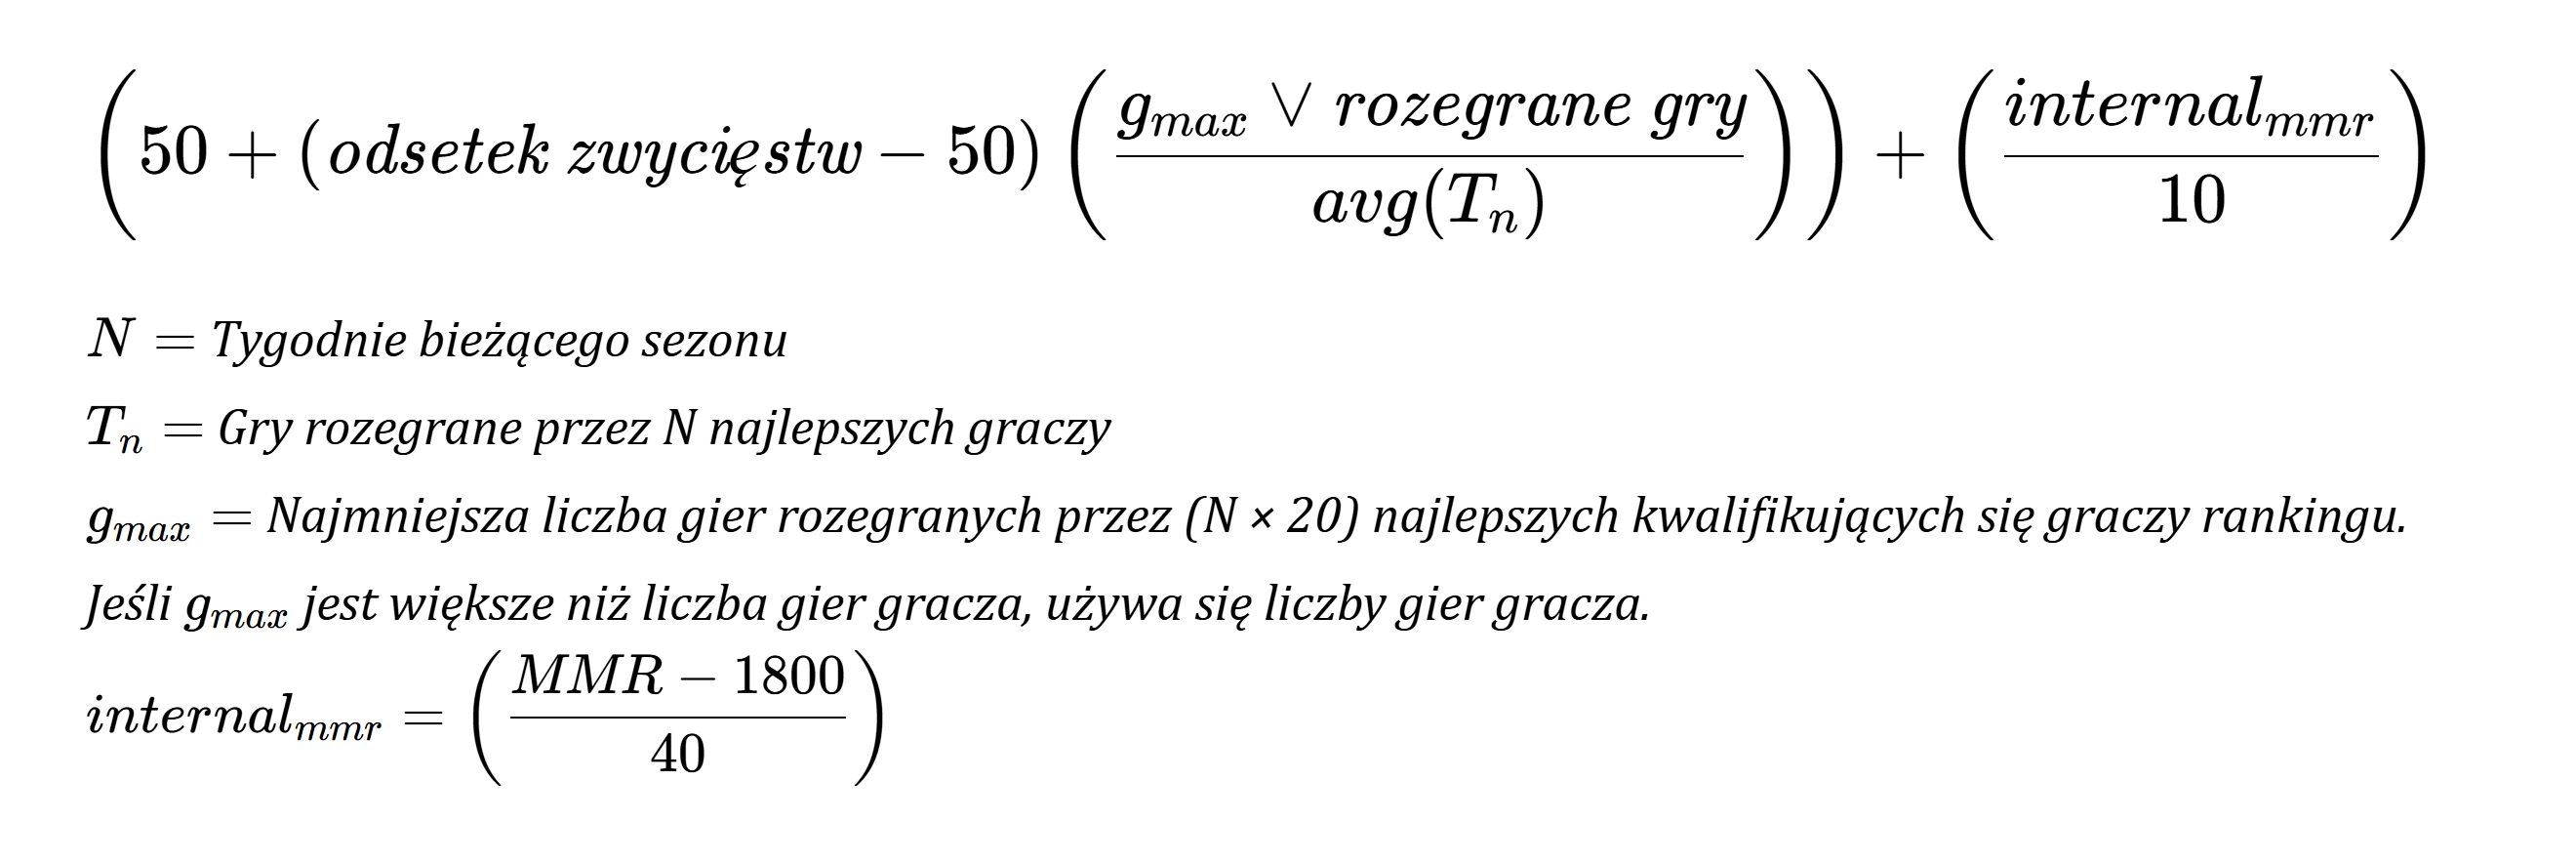 (50 + (odsetek zwycięstw − 50) (g_max ∨ rozegrane gry / avg(T_n))) + (internal_mmr / 10)
N = Tygodnie bieżącego sezonu
T_n = Gry rozegrane przez N najlepszych graczy
g_max = Najmniejsza liczba gier rozegranych przez (N × 20) najlepszych kwalifikujących się graczy rankingu.
Jeśli g_max jest większe niż liczba gier gracza, używa się liczby gier gracza.
internal_mmr = (MMR − 1800 / 40)